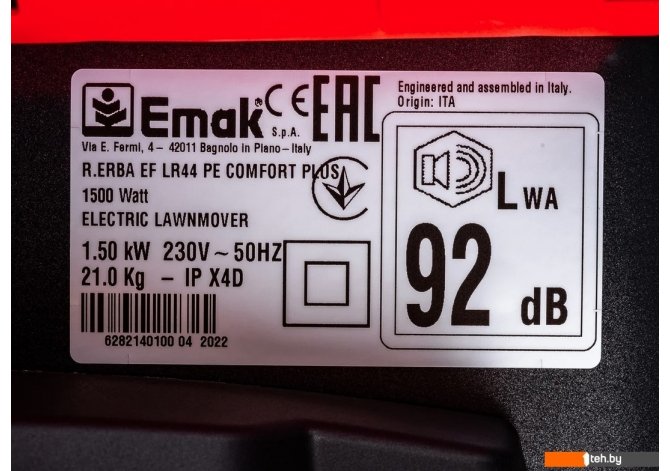 Emak® S.p.A.
CE EAC
Engineered and assembled in Italy.
Origin: ITA
Via E. Fermi, 4 – 42011 Bagnolo in Piano – Italy
R.ERBA EF LR44 PE COMFORT PLUS
1500 Watt
ELECTRIC LAWNMOVER
1.50 kW 230V ~ 50HZ
21.0 Kg – IP X4D
6282140100 04 2022
LWA
92 dB
1teh.by